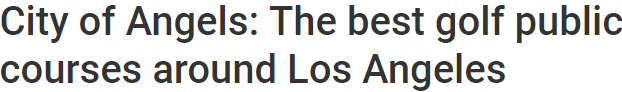 City of Angels: The best golf public
courses around Los Angeles